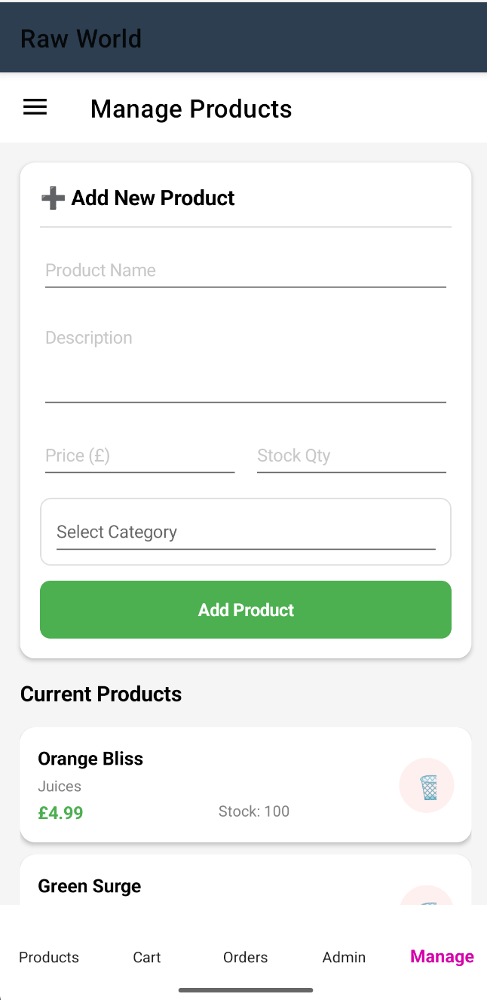 Raw World
Manage Products
➕ Add New Product
Product Name
Description
Price (£) Stock Qty
Select Category
Add Product
Current Products
Orange Bliss
Juices
£4.99 Stock: 100
Green Surge
Products Cart Orders Admin Manage